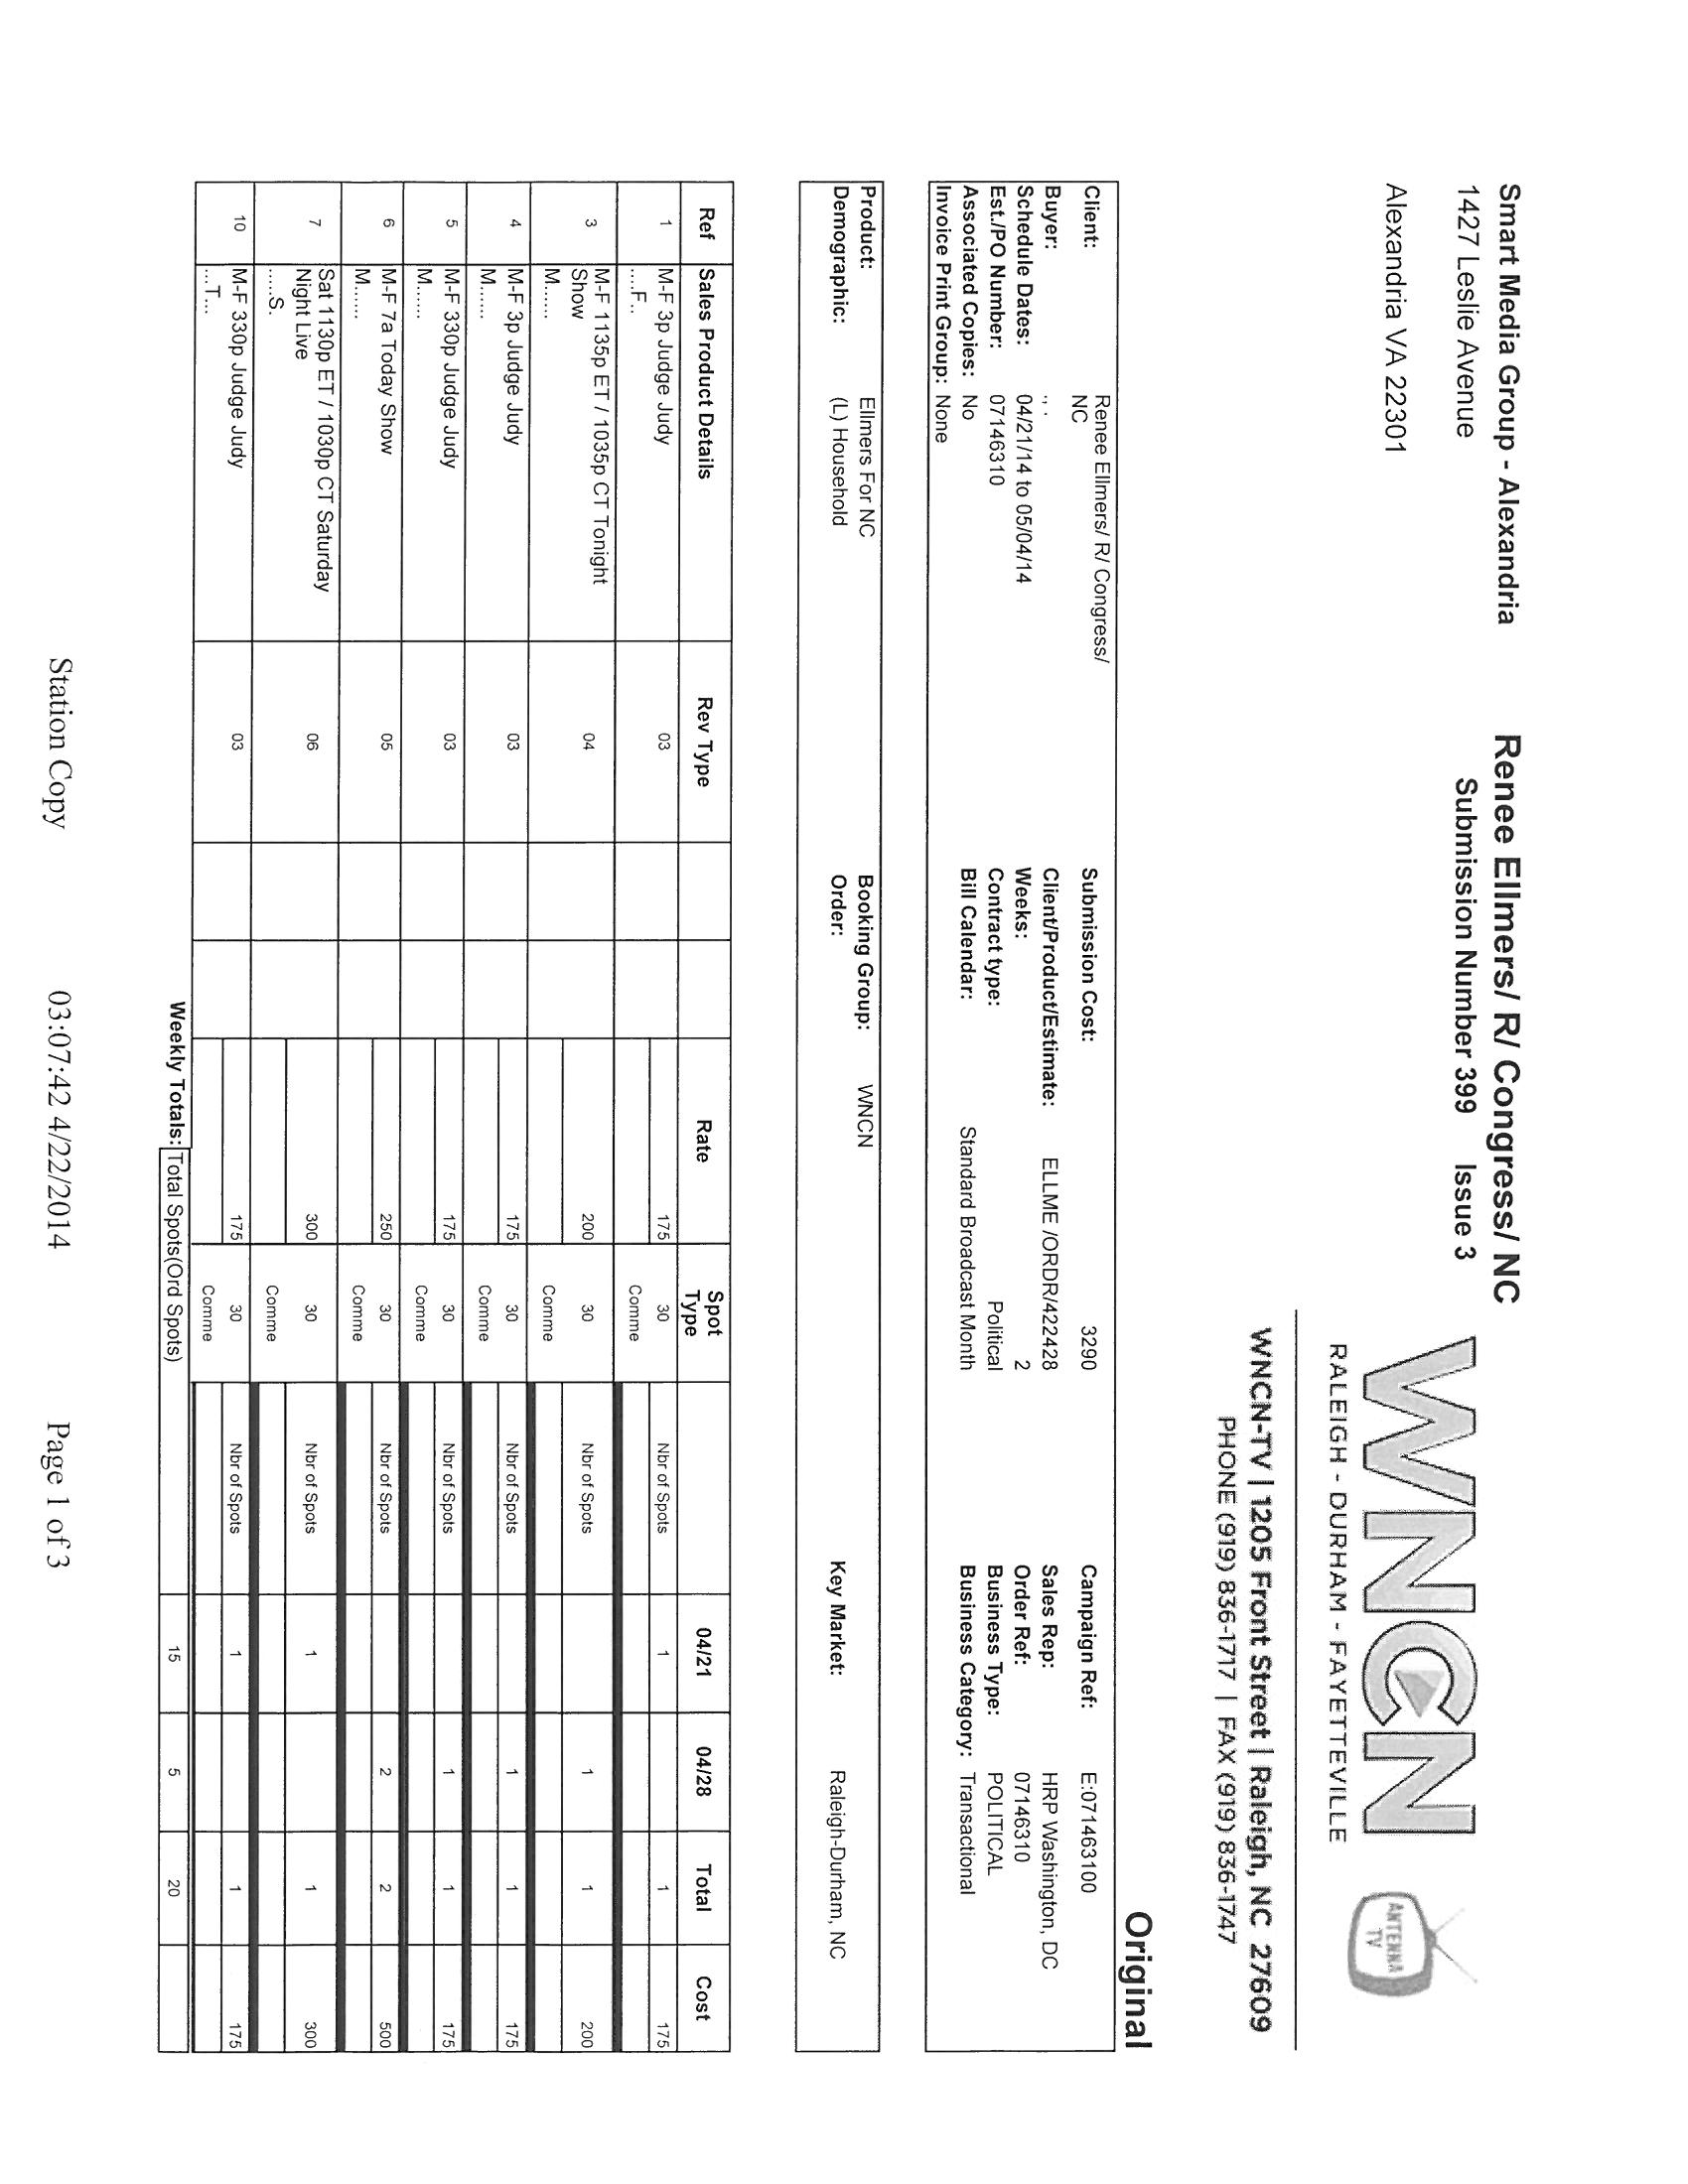 Smart Media Group - Alexandria
1427 Leslie Avenue
Alexandria VA 22301
Renee Ellmers/ R/ Congress/ NC
Submission Number 399 Issue 3
WNCN
RALEIGH - DURHAM - FAYETTEVILLE
ANTENNA
TV
WNCN-TV | 1205 Front Street | Raleigh, NC 27609
PHONE (919) 836-1717 | FAX (919) 836-1747
Original
Client: Renee Ellmers/ R/ Congress/ NC Submission Cost: 3290 Campaign Ref: E:071463100
Buyer: ., . Client/Product/Estimate: ELLME /ORDR/422428 Sales Rep: HRP Washington, DC
Schedule Dates: 04/21/14 to 05/04/14 Weeks: 2 Order Ref: 07146310
Est./PO Number: 07146310 Contract type: Political Business Type: POLITICAL
Associated Copies: No Bill Calendar: Standard Broadcast Month Business Category: Transactional
Invoice Print Group: None
Product: Ellmers For NC Booking Group: WNCN
Demographic: (L) Household Order: Key Market: Raleigh-Durham, NC
Ref Sales Product Details Rev Type Rate Spot Type 04/21 04/28 Total Cost
1 M-F 3p Judge Judy 03 175 30 Nbr of Spots 1 1 175
....F.. Comme
3 M-F 1135p ET / 1035p CT Tonight 04 200 30 Nbr of Spots 1 1 200
Show
M...... Comme
4 M-F 3p Judge Judy 03 175 30 Nbr of Spots 1 1 175
M...... Comme
5 M-F 330p Judge Judy 03 175 30 Nbr of Spots 1 1 175
M...... Comme
6 M-F 7a Today Show 05 250 30 Nbr of Spots 2 2 500
M...... Comme
7 Sat 1130p ET / 1030p CT Saturday 06 300 30 Nbr of Spots 1 1 300
Night Live
.....S. Comme
10 M-F 330p Judge Judy 03 175 30 Nbr of Spots 1 1 175
...T... Comme
Weekly Totals: Total Spots(Ord Spots) 15 5 20
Station Copy 03:07:42 4/22/2014 Page 1 of 3